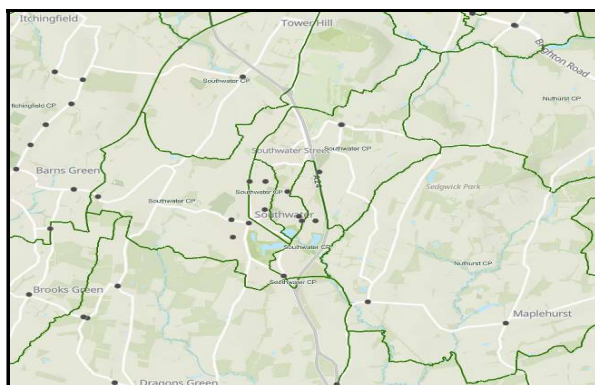 Itchingfield
Tower Hill
Brighton Road
Southwater CP
Itchingfield CP
Nuthurst CP
Southwater Street
Southwater CP
Barns Green
A24
Sedgwick Park
Southwater CP
Southwater CP
Southwater
Southwater CP
Nuthurst CP
Southwater CP
Brooks Green
Maplehurst
Dragons Green